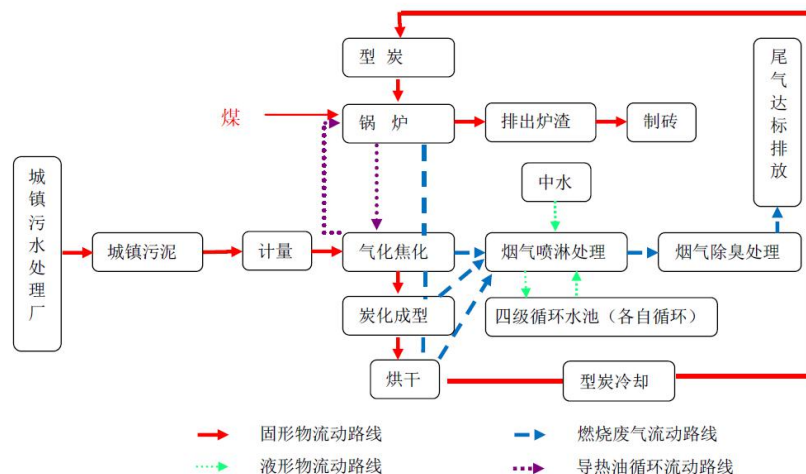 型 炭
煤
锅 炉
排出炉渣
制砖
尾气达标排放
中水
城镇污水处理厂
城镇污泥
计量
气化焦化
烟气喷淋处理
烟气除臭处理
炭化成型
四级循环水池（各自循环）
烘干
型炭冷却
固形物流动路线
燃烧废气流动路线
液形物流动路线
导热油循环流动路线